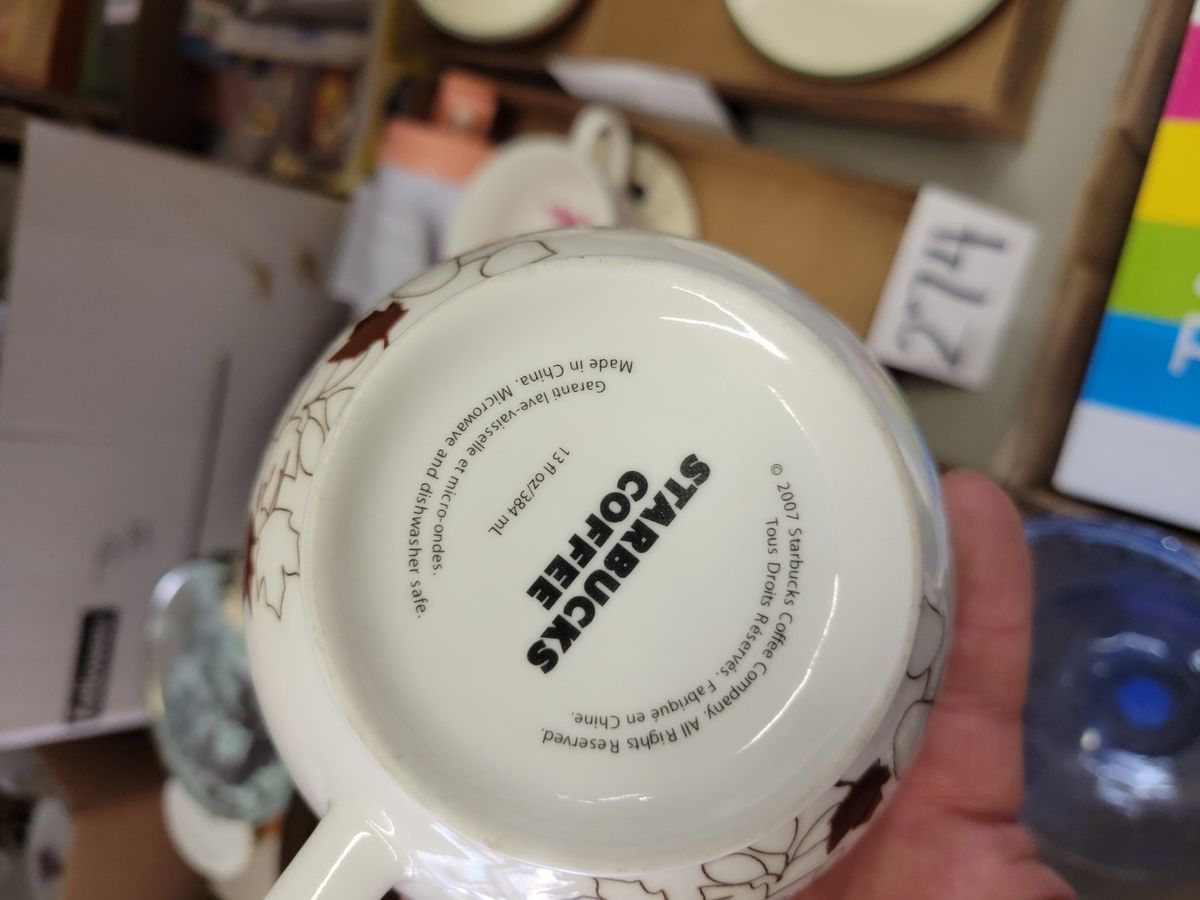 © 2007 Starbucks Coffee Company. All Rights Reserved.
Tous Droits Réservés. Fabriqué en Chine.
STARBUCKS
COFFEE
13 fl oz/384 mL
Garanti lave-vaisselle et micro-ondes.
Made in China. Microwave and dishwasher safe.
274